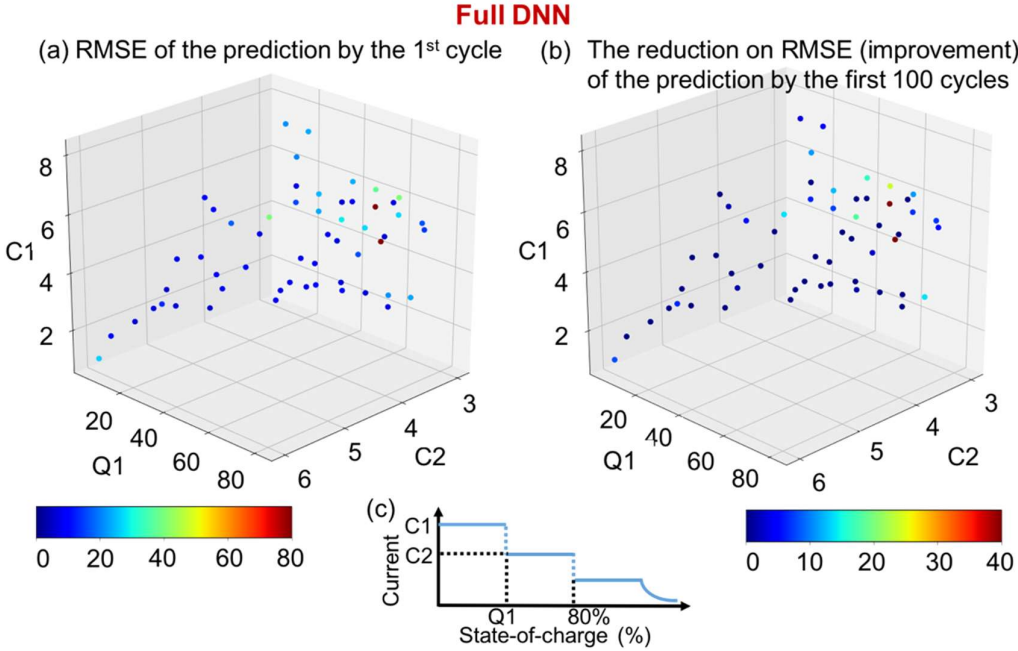 Full DNN
(a) RMSE of the prediction by the 1st cycle
(b) The reduction on RMSE (improvement)
of the prediction by the first 100 cycles
8
6
C1
4
2
20
40
Q1
60
80
3
4
C2
5
6
8
6
C1
4
2
20
40
Q1
60
80
3
4
C2
5
6
0 20 40 60 80
(c)
C1
C2
Current
Q1 80%
State-of-charge (%)
0 10 20 30 40